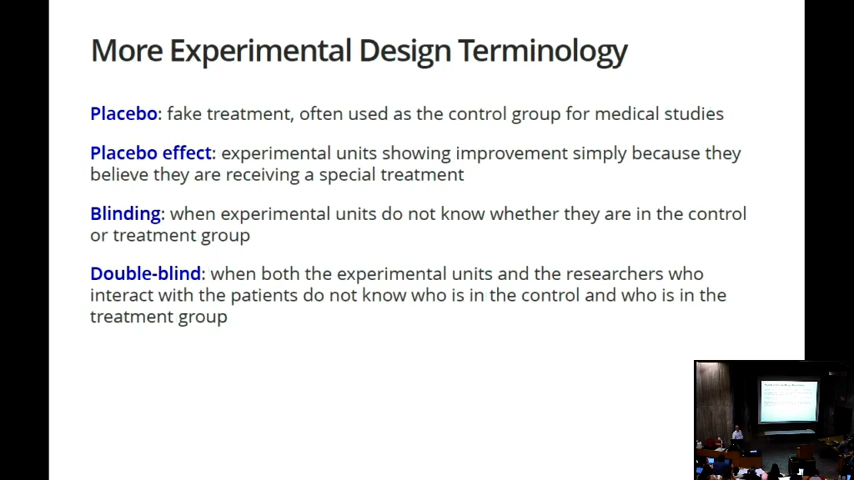 More Experimental Design Terminology
Placebo: fake treatment, often used as the control group for medical studies
Placebo effect: experimental units showing improvement simply because they
believe they are receiving a special treatment
Blinding: when experimental units do not know whether they are in the control
or treatment group
Double-blind: when both the experimental units and the researchers who
interact with the patients do not know who is in the control and who is in the
treatment group